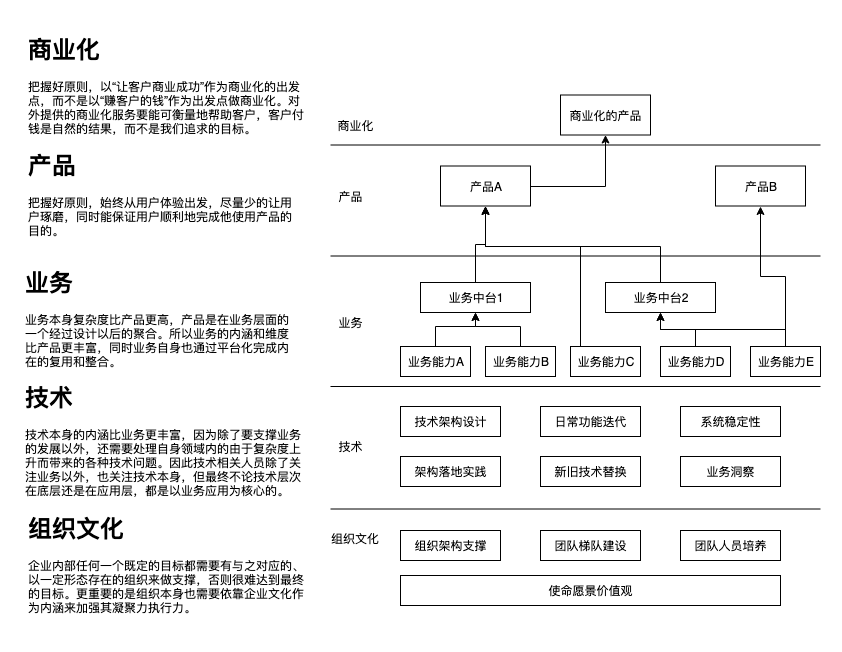 商业化
把握好原则，以“让客户商业成功”作为商业化的出发
点，而不是以“赚客户的钱”作为出发点做商业化。对
外提供的商业化服务要能可衡量地帮助客户，客户付
钱是自然的结果，而不是我们追求的目标。
产品
把握好原则，始终从用户体验出发，尽量少的让用
户琢磨，同时能保证用户顺利地完成他使用产品的
目的。
业务
业务本身复杂度比产品更高，产品是在业务层面的
一个经过设计以后的聚合。所以业务的内涵和维度
比产品更丰富，同时业务自身也通过平台化完成内
在的复用和整合。
技术
技术本身的内涵比业务更丰富，因为除了要支撑业务
的发展以外，还需要处理自身领域内的由于复杂度上
升而带来的各种技术问题。因此技术相关人员除了关
注业务以外，也关注技术本身，但最终不论技术层次
在底层还是在应用层，都是以业务应用为核心的。
组织文化
企业内部任何一个既定的目标都需要有与之对应的、
以一定形态存在的组织来做支撑，否则很难达到最终
的目标。更重要的是组织本身也需要依靠企业文化作
为内涵来加强其凝聚力执行力。
商业化的产品
商业化
产品A
产品B
产品
业务中台1
业务中台2
业务
业务能力A
业务能力B
业务能力C
业务能力D
业务能力E
技术架构设计
日常功能迭代
系统稳定性
技术
架构落地实践
新旧技术替换
业务洞察
组织文化
组织架构支撑
团队梯队建设
团队人员培养
使命愿景价值观